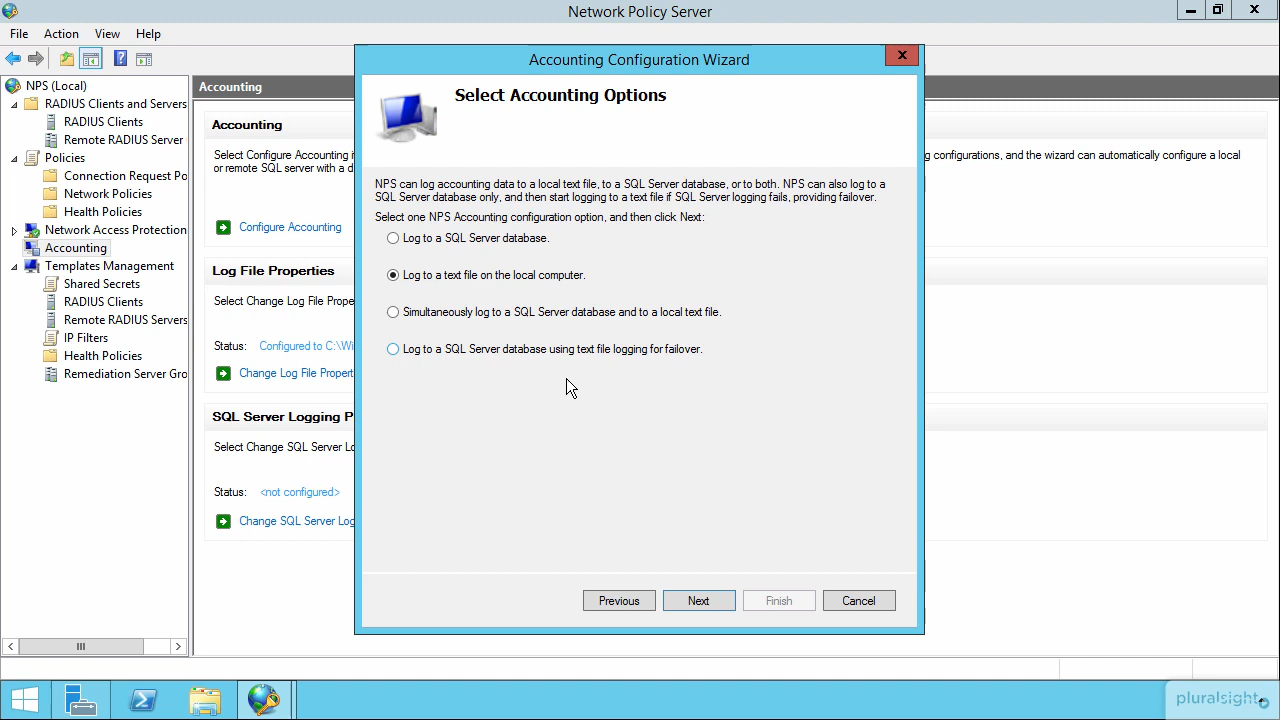 Network Policy Server
File Action View Help
NPS (Local)
RADIUS Clients and Servers
RADIUS Clients
Remote RADIUS Server
Policies
Connection Request Po
Network Policies
Health Policies
Network Access Protection
Accounting
Templates Management
Shared Secrets
RADIUS Clients
Remote RADIUS Servers
IP Filters
Health Policies
Remediation Server Gro
Accounting
Accounting
Select Configure Accounting
or remote SQL server with a
g configurations, and the wizard can automatically configure a local
Configure Accounting
Log File Properties
Select Change Log File Prope
Status: Configured to C:\Wi
Change Log File Propert
SQL Server Logging P
Select Change SQL Server Lo
Status: <not configured>
Change SQL Server Log
Accounting Configuration Wizard
Select Accounting Options
NPS can log accounting data to a local text file, to a SQL Server database, or to both. NPS can also log to a
SQL Server database only, and then start logging to a text file if SQL Server logging fails, providing failover.
Select one NPS Accounting configuration option, and then click Next:
Log to a SQL Server database.
Log to a text file on the local computer.
Simultaneously log to a SQL Server database and to a local text file.
Log to a SQL Server database using text file logging for failover.
Previous Next Finish Cancel
pluralsight